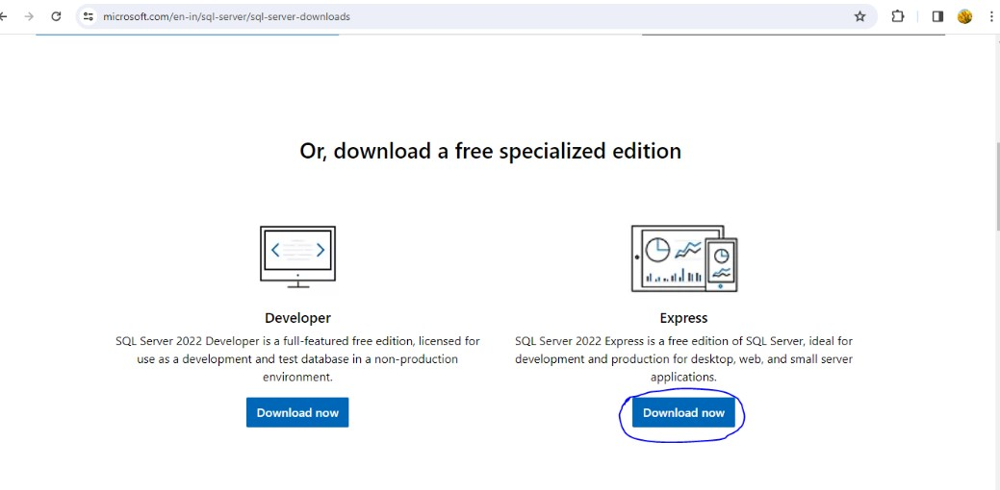 microsoft.com/en-in/sql-server/sql-server-downloads
Or, download a free specialized edition
Developer
SQL Server 2022 Developer is a full-featured free edition, licensed for
use as a development and test database in a non-production
environment.
Download now
Express
SQL Server 2022 Express is a free edition of SQL Server, ideal for
development and production for desktop, web, and small server
applications.
Download now